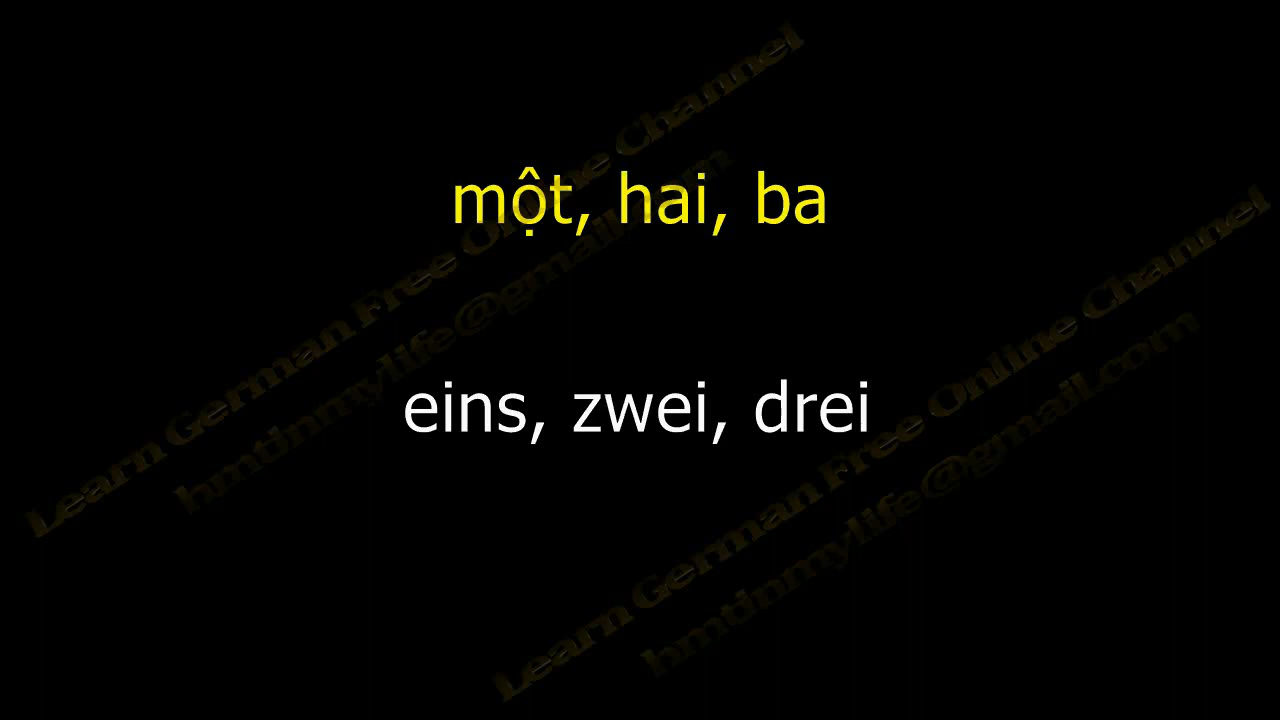 một, hai, ba
eins, zwei, drei
Learn German Free Online Channel
hmtinmylife@gmail.com
Learn German Free Online Channel
hmtinmylife@gmail.com